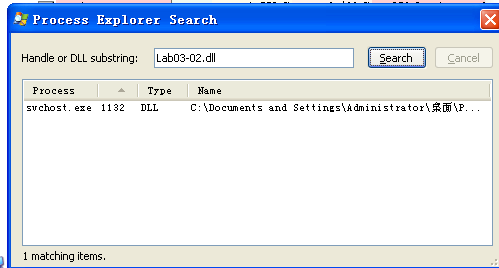 Process Explorer Search
Handle or DLL substring: Lab03-02.dll Search Cancel
Process Type Name
svchost.exe 1132 DLL C:\Documents and Settings\Administrator\桌面\P...
1 matching items.